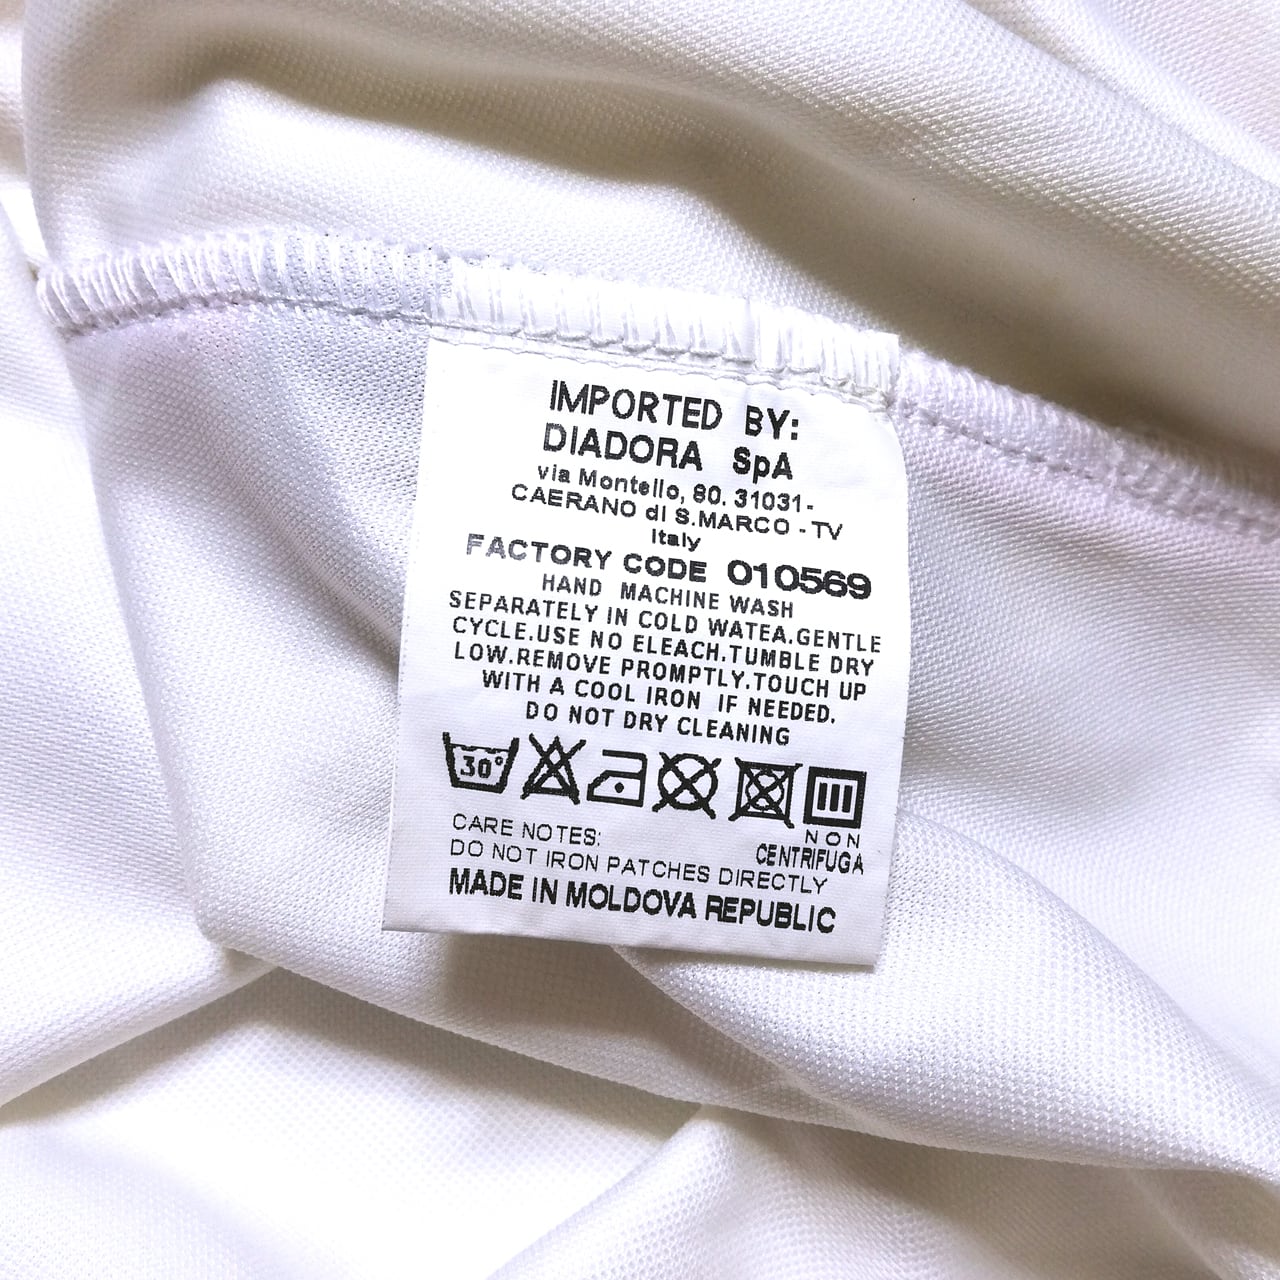 IMPORTED BY:
DIADORA SpA
via Montello, 80. 31031-
CAERANO di S.MARCO - TV
Italy
FACTORY CODE 010569
HAND MACHINE WASH
SEPARATELY IN COLD WATEA.GENTLE
CYCLE.USE NO ELEACH.TUMBLE DRY
LOW.REMOVE PROMPTLY.TOUCH UP
WITH A COOL IRON IF NEEDED.
DO NOT DRY CLEANING
30°
NON
CENTRIFUGA
CARE NOTES:
DO NOT IRON PATCHES DIRECTLY
MADE IN MOLDOVA REPUBLIC